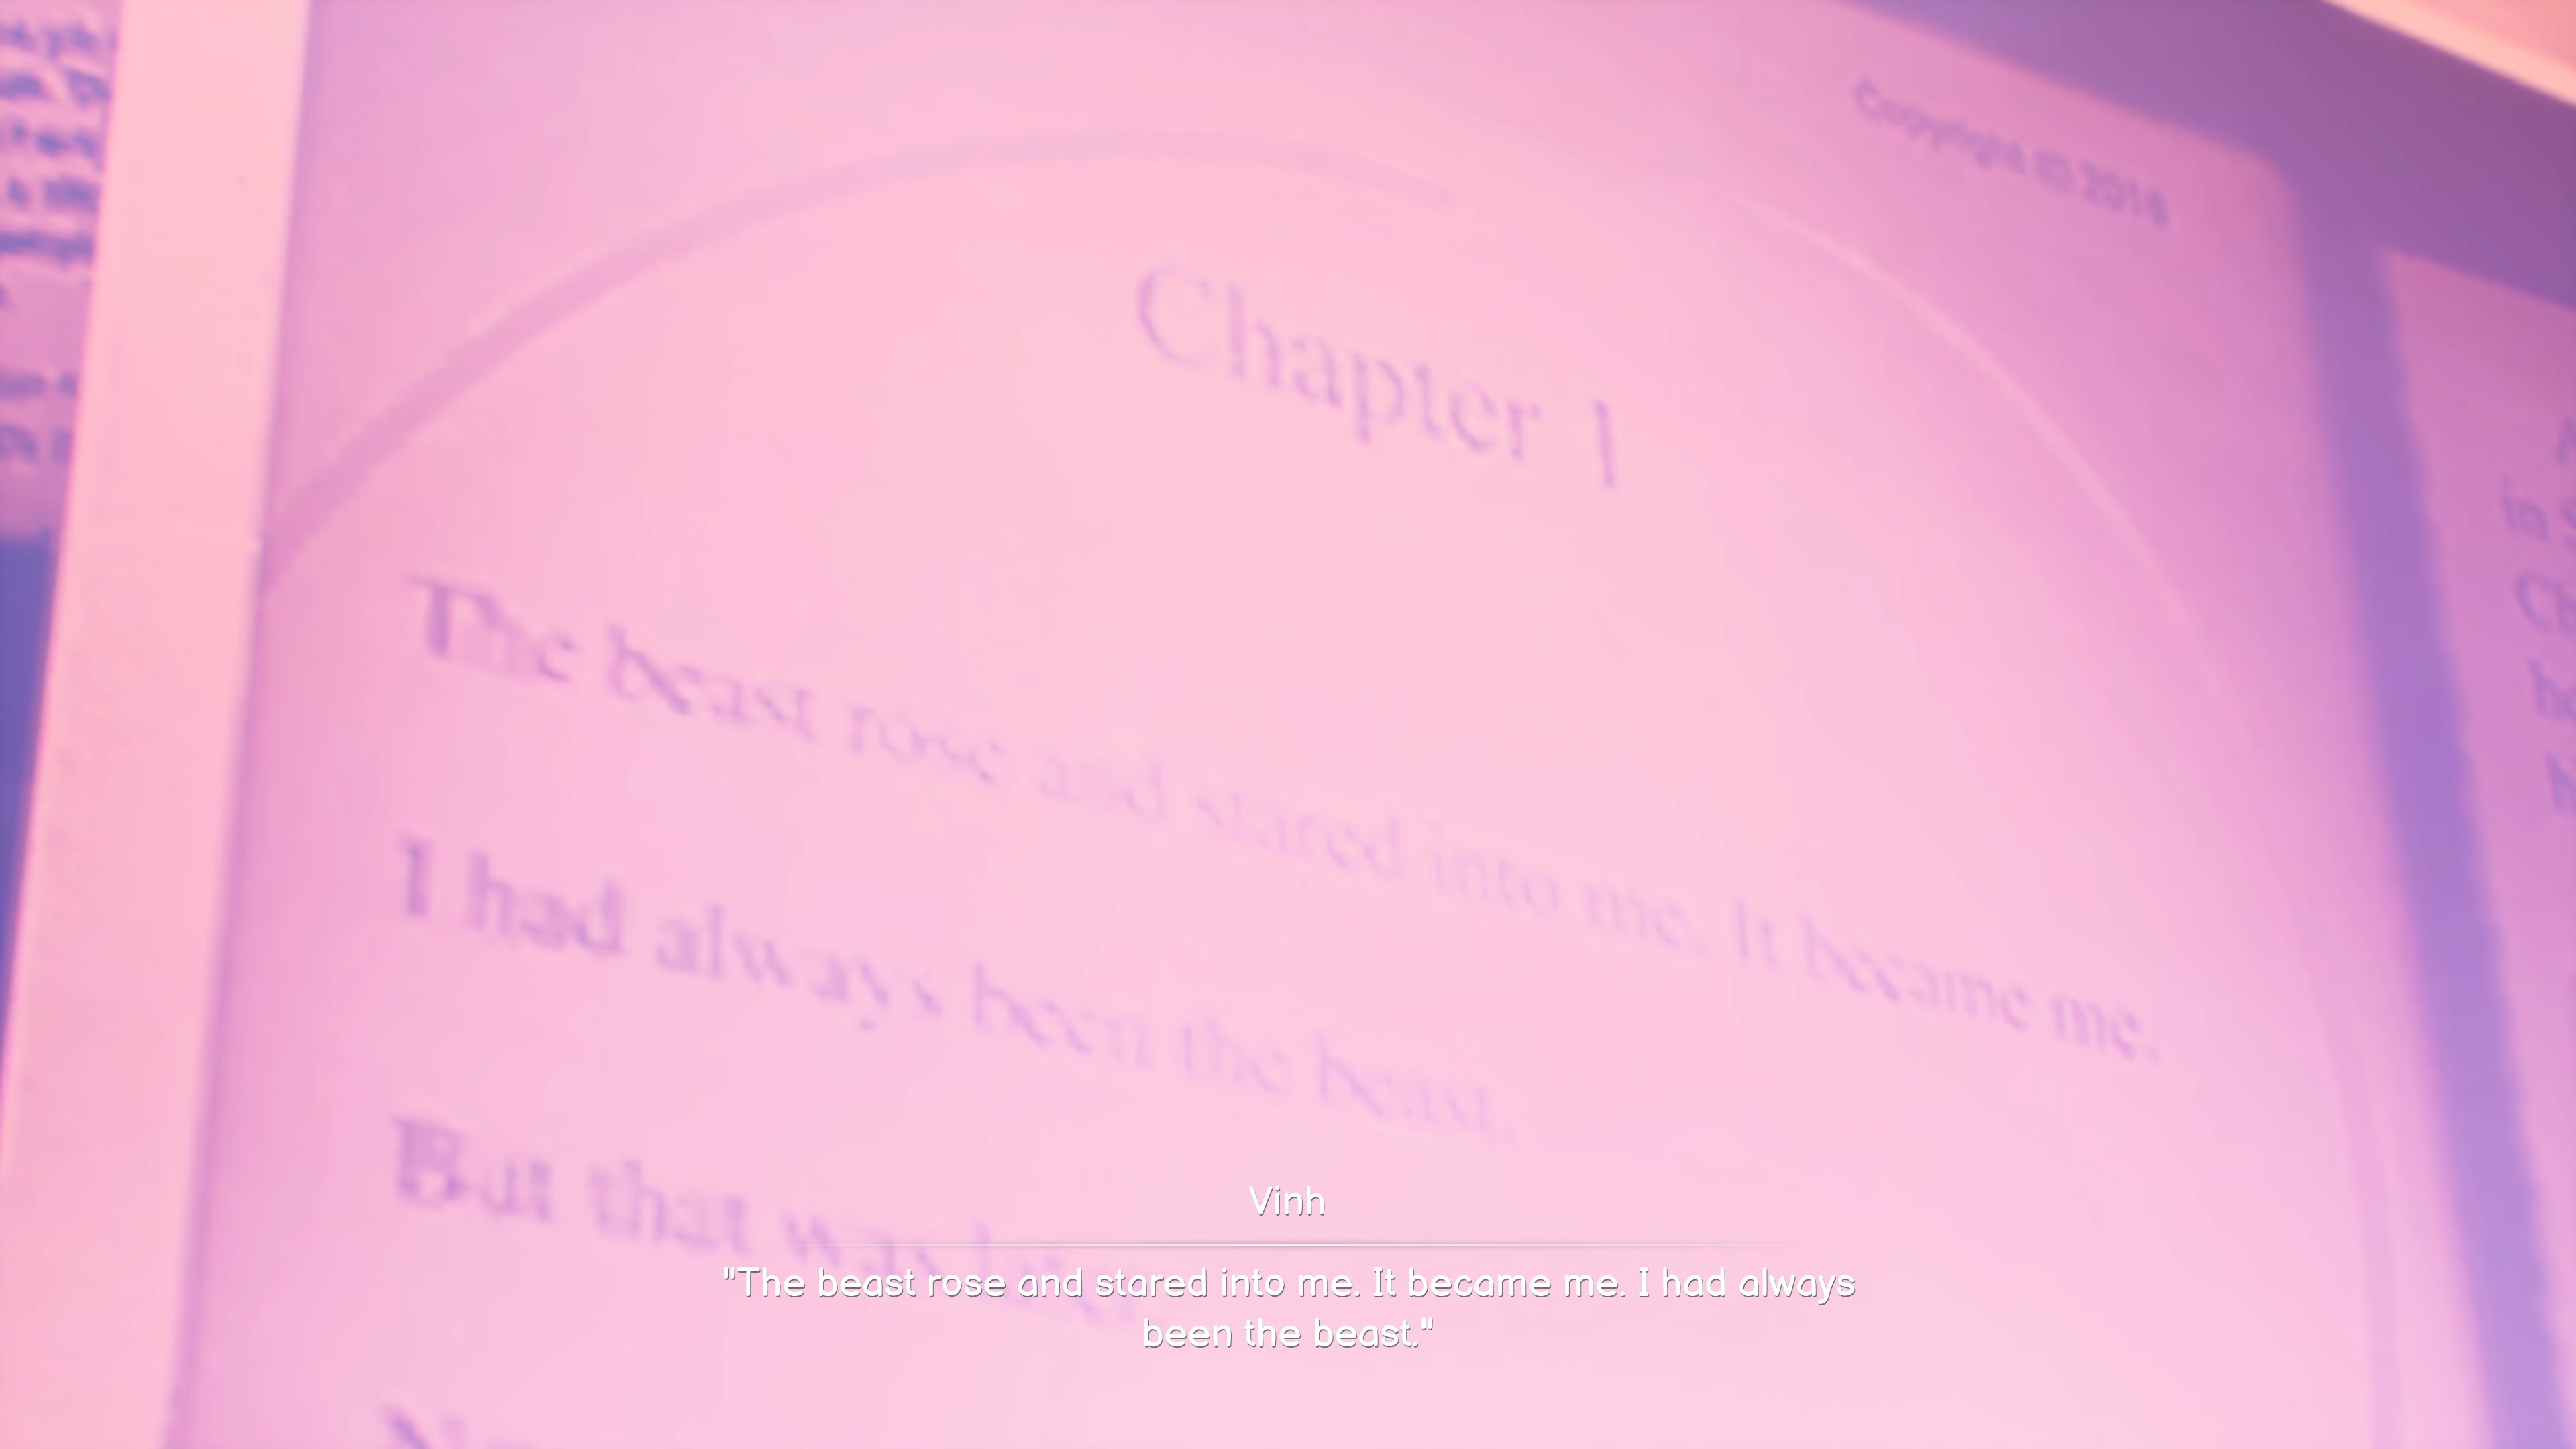 Copyright © 2018
Chapter 1
The beast rose and stared into me. It became me.
I had always been the beast.
But that was later.
Vinh
"The beast rose and stared into me. It became me. I had always
been the beast."